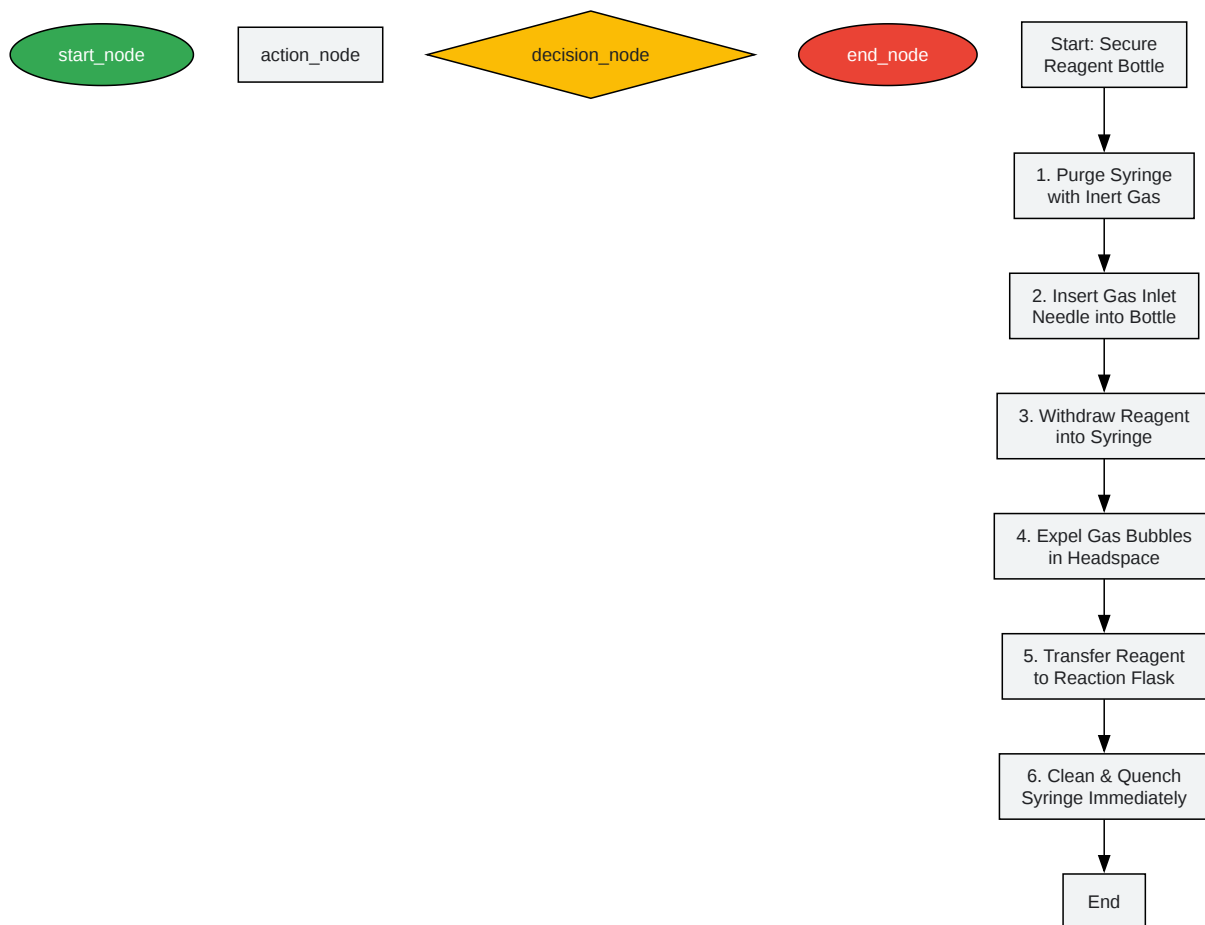 start_node
action_node
decision_node
end_node
Start: Secure
Reagent Bottle
1. Purge Syringe
with Inert Gas
2. Insert Gas Inlet
Needle into Bottle
3. Withdraw Reagent
into Syringe
4. Expel Gas Bubbles
in Headspace
5. Transfer Reagent
to Reaction Flask
6. Clean & Quench
Syringe Immediately
End